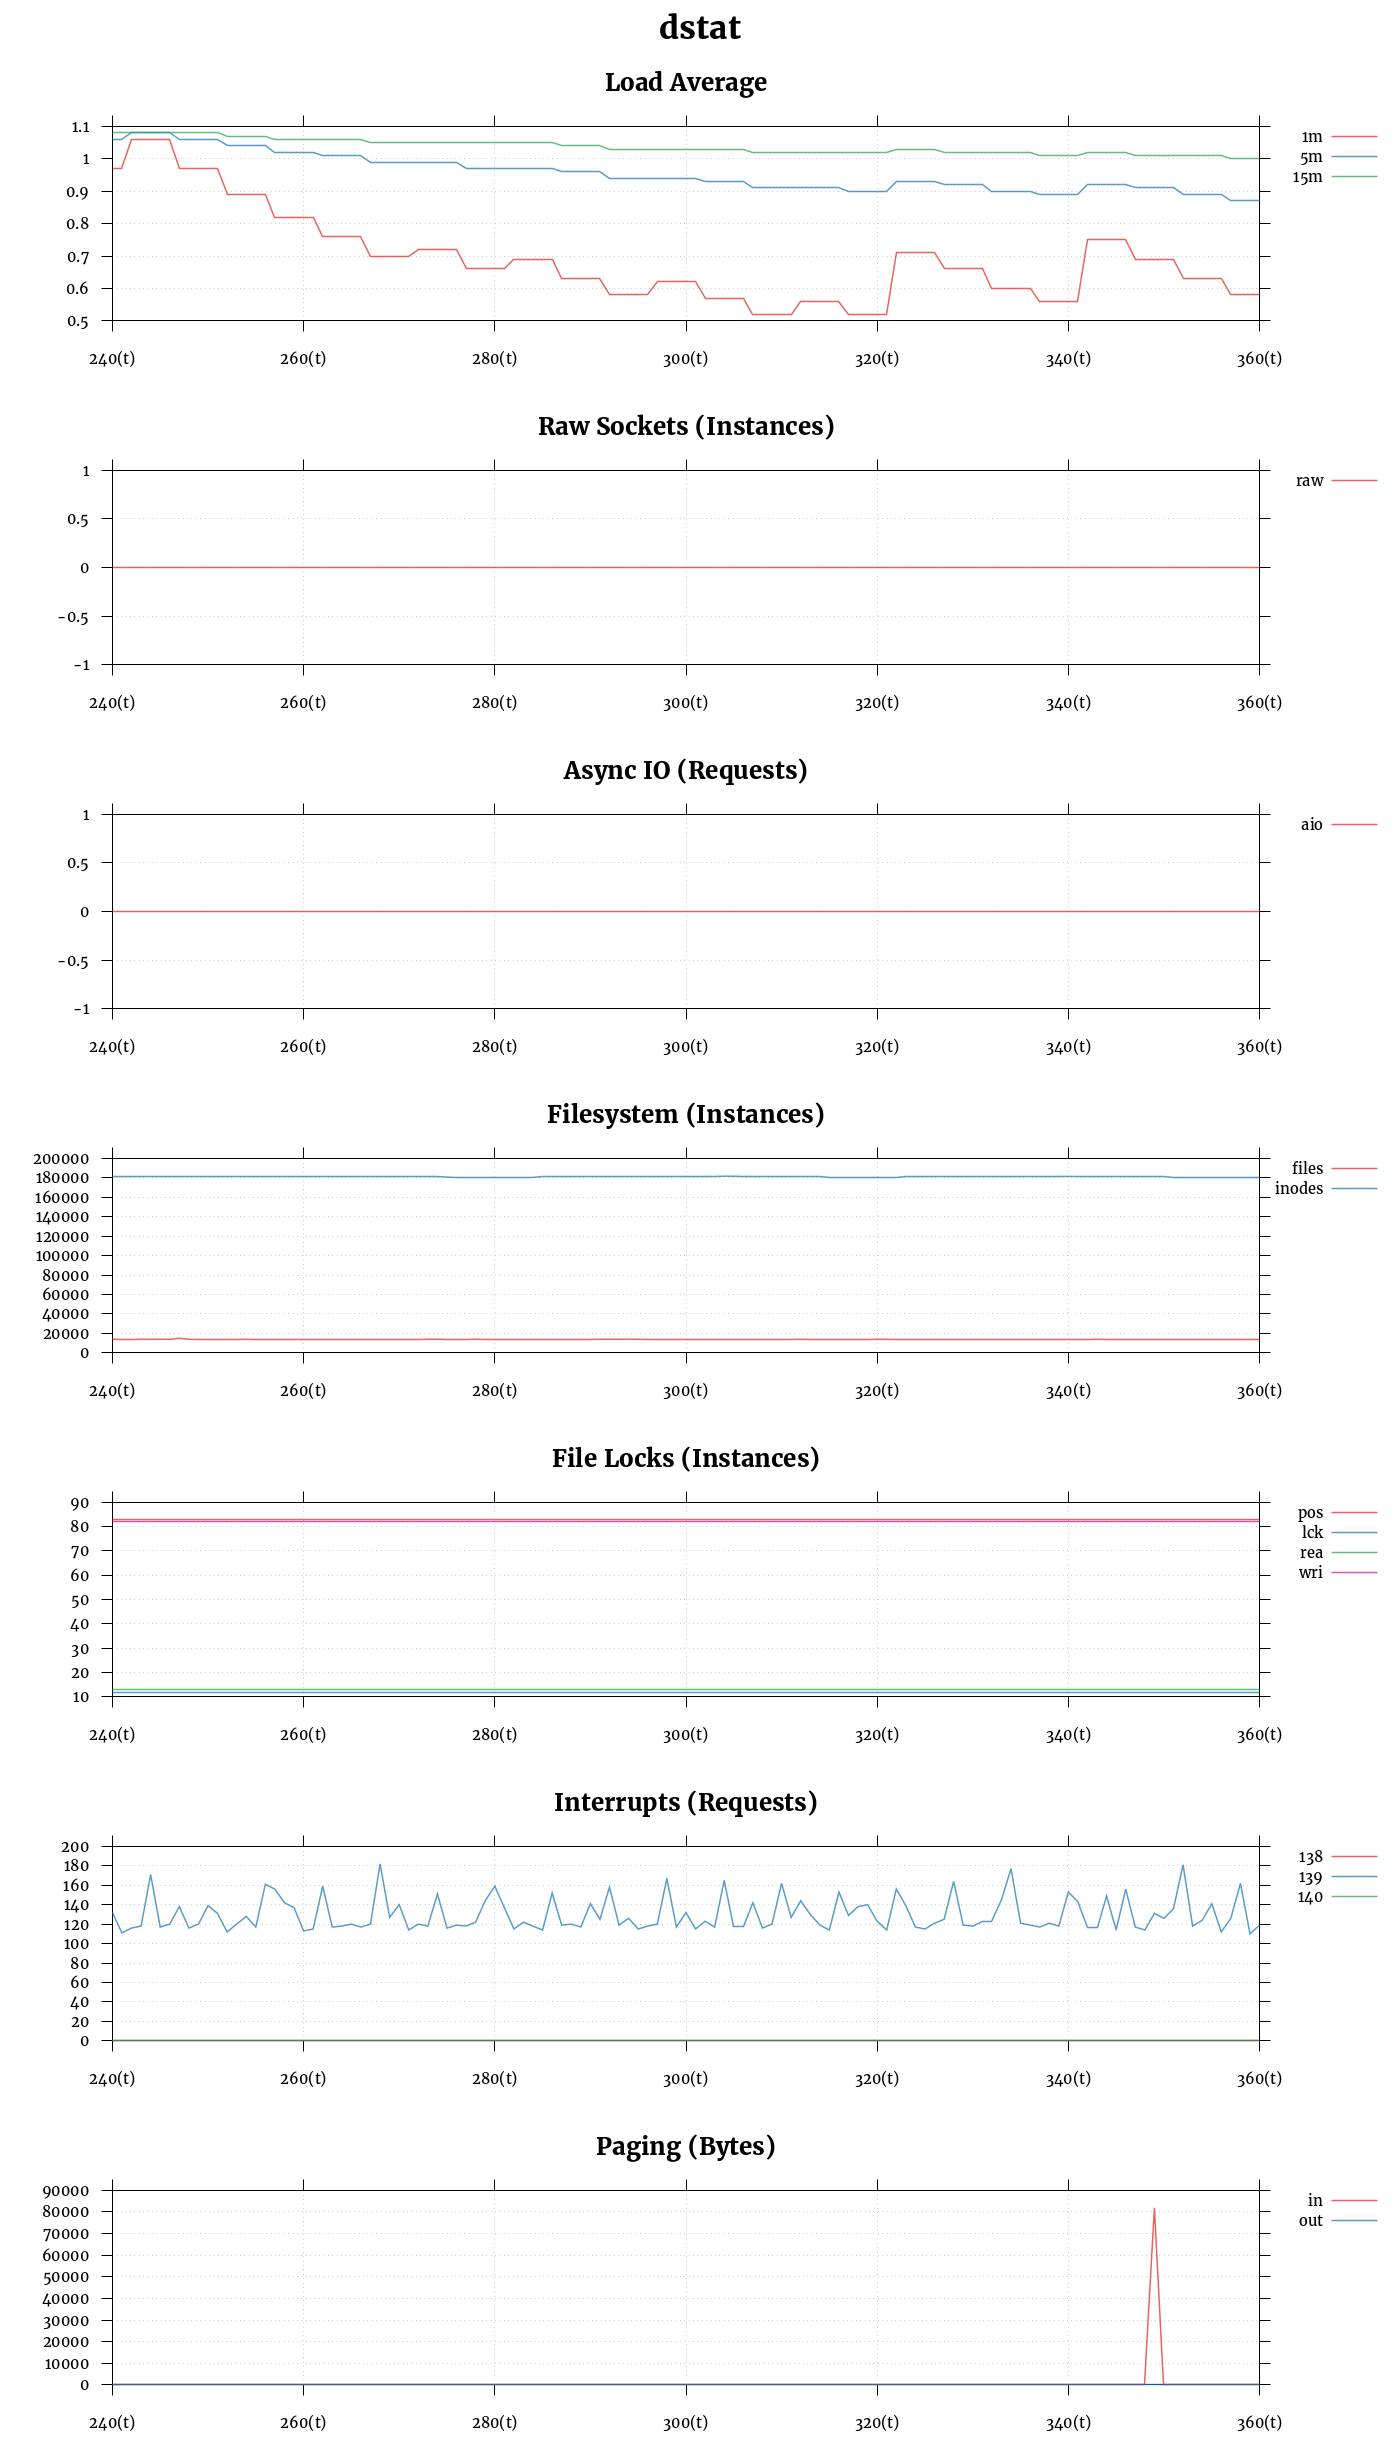 dstat
Load Average
1.1
1
0.9
0.8
0.7
0.6
0.5
240(t) 260(t) 280(t) 300(t) 320(t) 340(t) 360(t)
1m
5m
15m
Raw Sockets (Instances)
1
0.5
0
-0.5
-1
240(t) 260(t) 280(t) 300(t) 320(t) 340(t) 360(t)
raw
Async IO (Requests)
1
0.5
0
-0.5
-1
240(t) 260(t) 280(t) 300(t) 320(t) 340(t) 360(t)
aio
Filesystem (Instances)
200000
180000
160000
140000
120000
100000
80000
60000
40000
20000
0
240(t) 260(t) 280(t) 300(t) 320(t) 340(t) 360(t)
files
inodes
File Locks (Instances)
90
80
70
60
50
40
30
20
10
240(t) 260(t) 280(t) 300(t) 320(t) 340(t) 360(t)
pos
lck
rea
wri
Interrupts (Requests)
200
180
160
140
120
100
80
60
40
20
0
240(t) 260(t) 280(t) 300(t) 320(t) 340(t) 360(t)
138
139
140
Paging (Bytes)
90000
80000
70000
60000
50000
40000
30000
20000
10000
0
240(t) 260(t) 280(t) 300(t) 320(t) 340(t) 360(t)
in
out